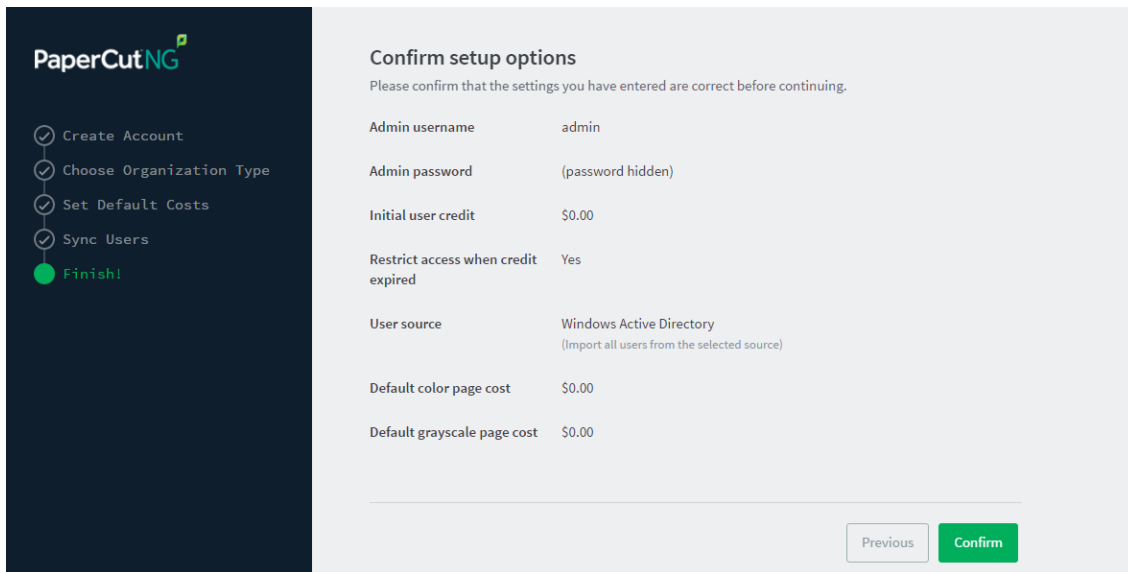 PaperCut NG
Create Account
Choose Organization Type
Set Default Costs
Sync Users
Finish!
Confirm setup options
Please confirm that the settings you have entered are correct before continuing.
Admin username admin
Admin password (password hidden)
Initial user credit $0.00
Restrict access when credit Yes
expired
User source Windows Active Directory
(Import all users from the selected source)
Default color page cost $0.00
Default grayscale page cost $0.00
Previous Confirm